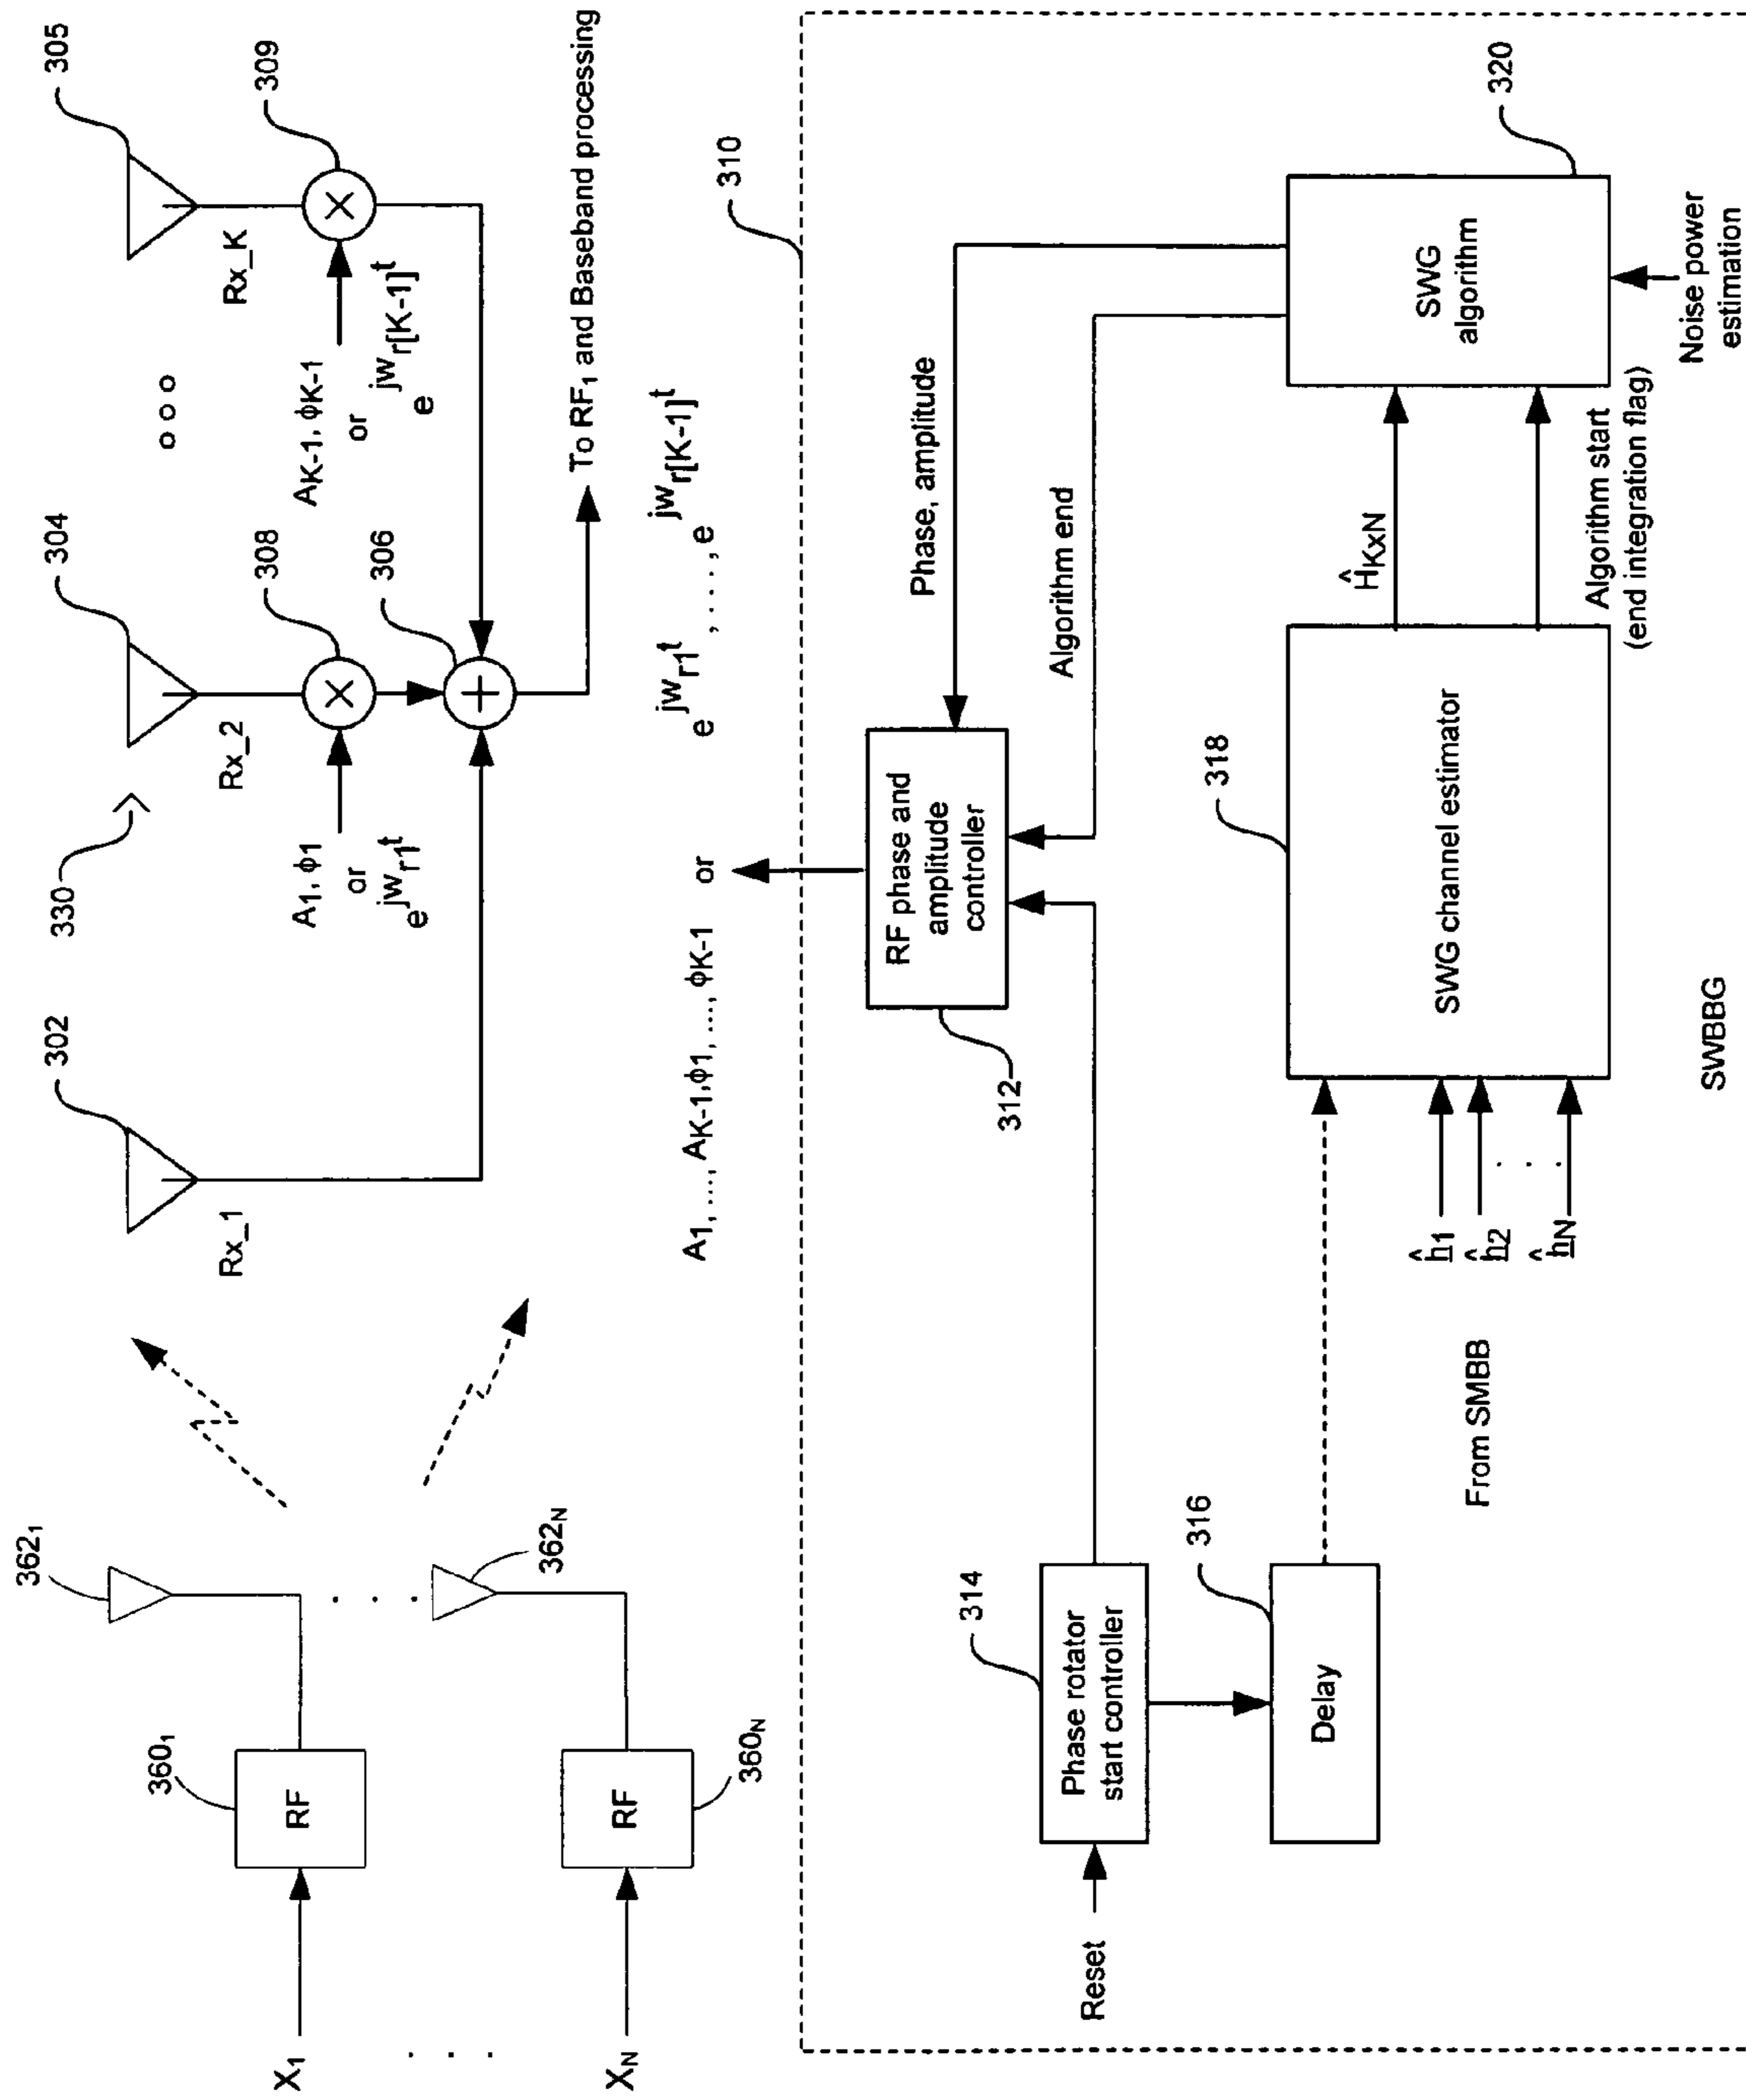 362₁
360₁
RF
X₁
362N
360N
RF
XN
302
330
304
305
Rx_1
Rx_2
Rx_K
308
309
306
A1, ϕ1
or
e^jwr1t
AK-1, ϕK-1
or
e^jwr[K-1]t
To RF₁ and Baseband processing
A1, ..., AK-1,ϕ1, ..., ϕK-1 or e^jwr1t , . . . . , e^jwr[K-1]t
310
RF phase and
amplitude
controller
312
Phase, amplitude
Algorithm end
Reset
Phase rotator
start controller
314
Delay
316
From SMBB
ĥ1
ĥ2
ĥN
SWG channel estimator
318
ĤKxN
Algorithm start
(end integration flag)
SWG
algorithm
320
Noise power
estimation
SWBBG